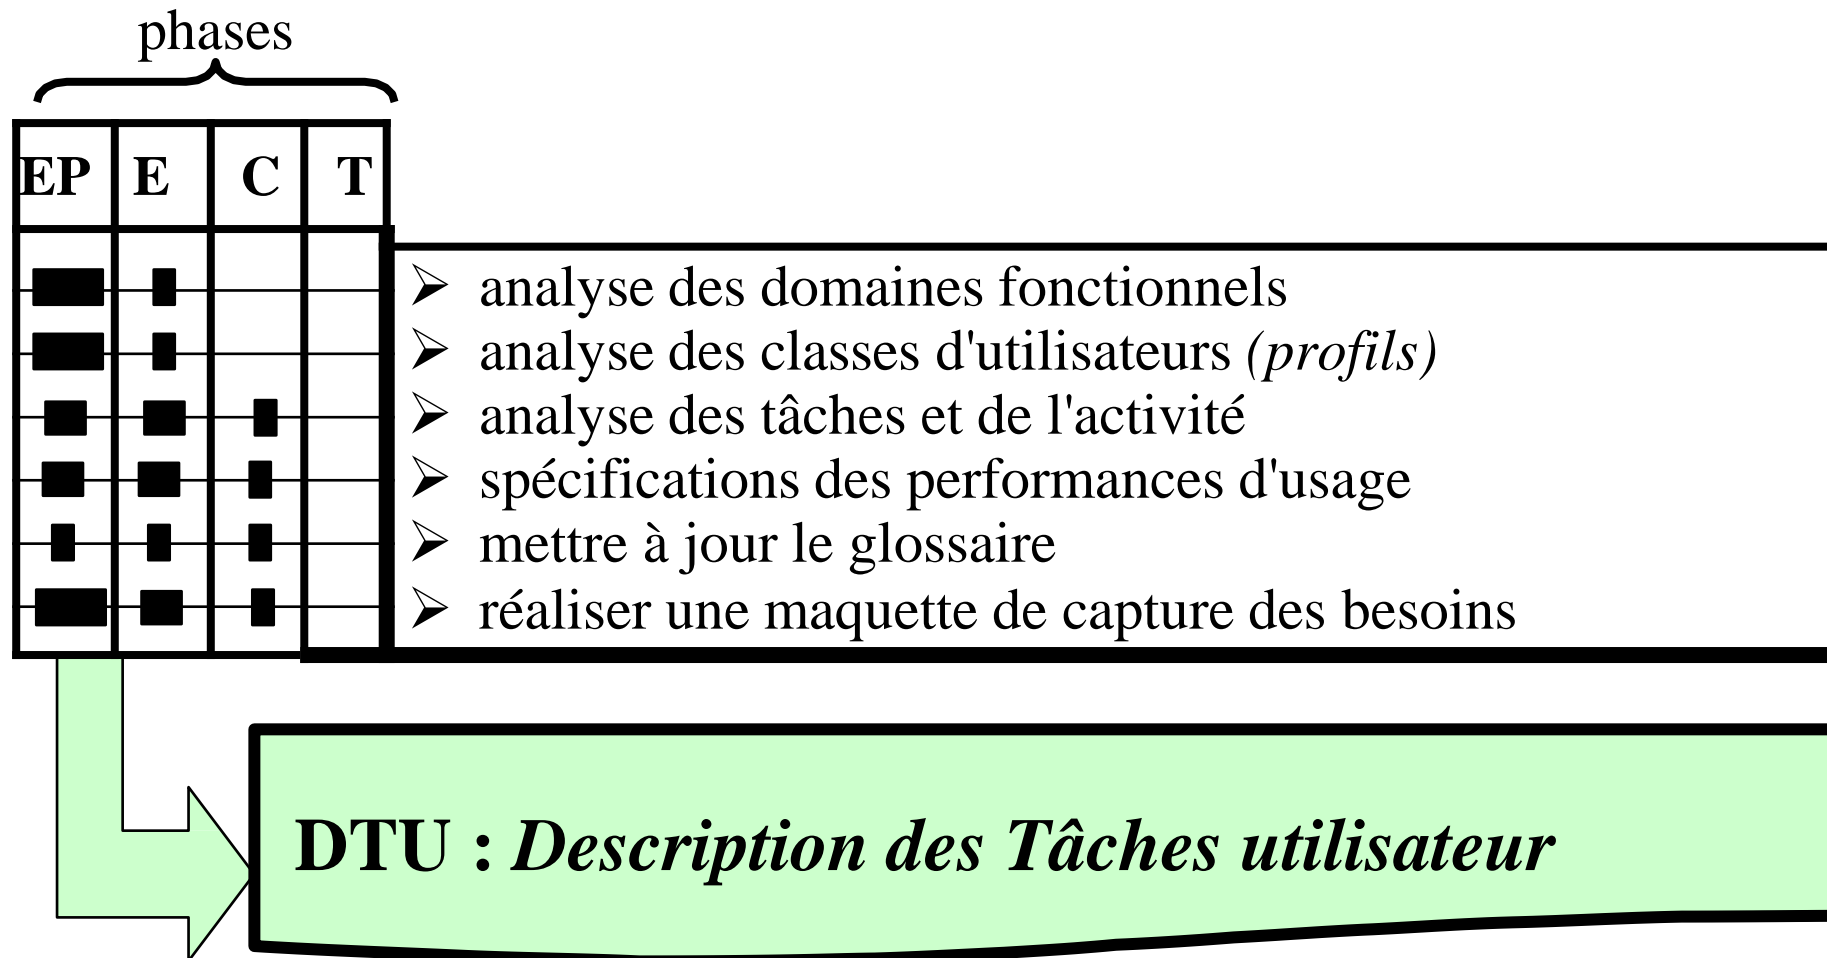 phases
EP E C T
analyse des domaines fonctionnels
analyse des classes d'utilisateurs (profils)
analyse des tâches et de l'activité
spécifications des performances d'usage
mettre à jour le glossaire
réaliser une maquette de capture des besoins
DTU : Description des Tâches utilisateur